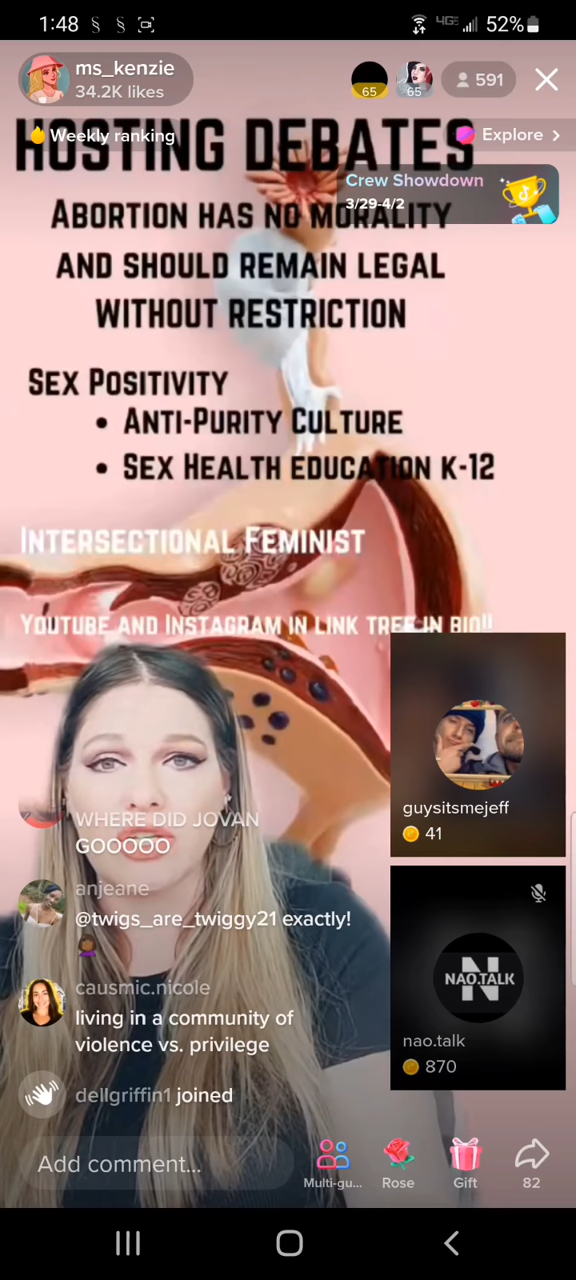 1:48
4G
52%
ms_kenzie
34.2K likes
65
65
591
Weekly ranking
Explore >
HOSTING DEBATES
Crew Showdown
3/29-4/2
ABORTION HAS NO MORALITY
AND SHOULD REMAIN LEGAL
WITHOUT RESTRICTION
SEX POSITIVITY
• ANTI-PURITY CULTURE
• SEX HEALTH EDUCATION K-12
INTERSECTIONAL FEMINIST
YOUTUBE AND INSTAGRAM IN LINK TREE IN BIO!!
guysitsmejeff
41
WHERE DID JOVAN
GOOOOO
anjeane
@twigs_are_twiggy21 exactly!
N
NAO.TALK
causmic.nicole
living in a community of
violence vs. privilege
nao.talk
870
dellgriffin1 joined
Add comment...
Multi-gu...
Rose
Gift
82